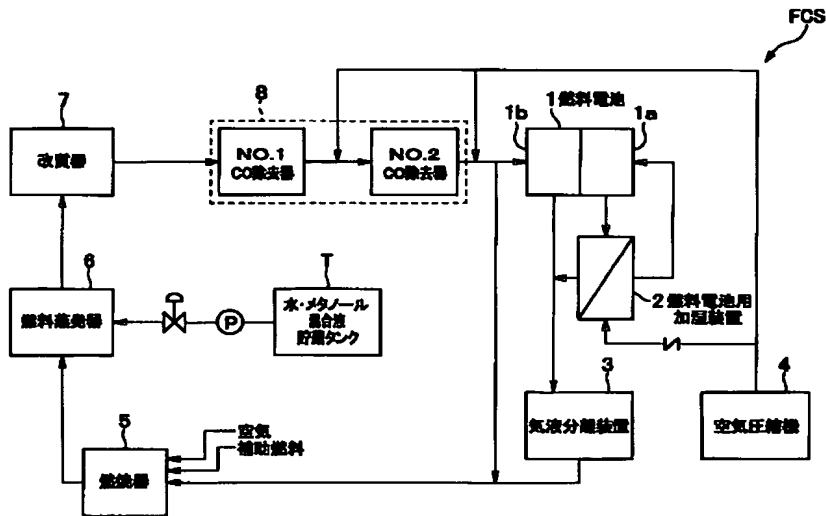 FCS
7
改質器
8
NO.1
CO除去器
NO.2
CO除去器
1燃料電池
1b
1a
6
燃料蒸発器
P
T
水・メタノール
混合液
貯蔵タンク
2燃料電池用
加湿装置
3
気液分離装置
4
空気圧縮機
5
燃焼器
空気
補助燃料